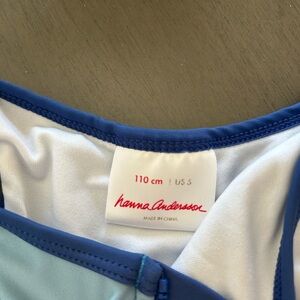 110 cm | US 5
hanna andersson
MADE IN CHINA